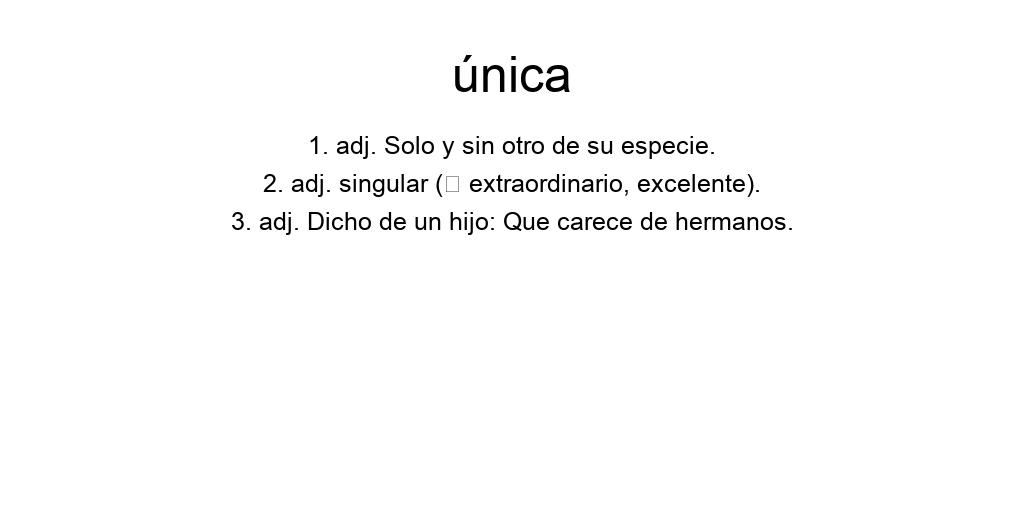 única
1. adj. Solo y sin otro de su especie.
2. adj. singular (□ extraordinario, excelente).
3. adj. Dicho de un hijo: Que carece de hermanos.